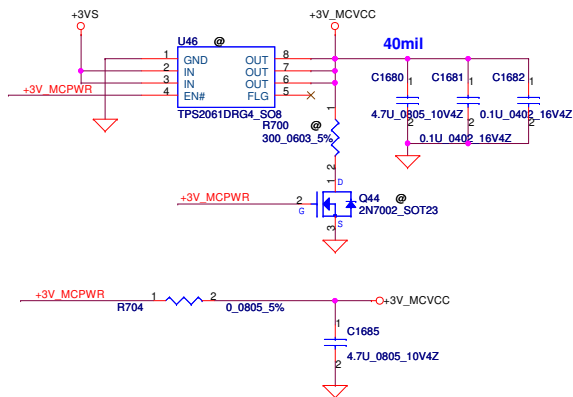 +3VS
+3V_MCVCC
U46
@
40mil
1 GND OUT 8
2 IN OUT 7
3 IN OUT 6
4 EN# FLG 5
+3V_MCPWR
TPS2061DRG4_SO8
C1680
C1681
C1682
1
1
1
2
2
2
4.7U_0805_10V4Z
0.1U_0402_16V4Z
0.1U_0402_16V4Z
1
R700
@
300_0603_5%
2
1
D
+3V_MCPWR
2
G
Q44
@
2N7002_SOT23
3
S
+3V_MCPWR
1
2
+3V_MCVCC
R704
0_0805_5%
1
C1685
4.7U_0805_10V4Z
2